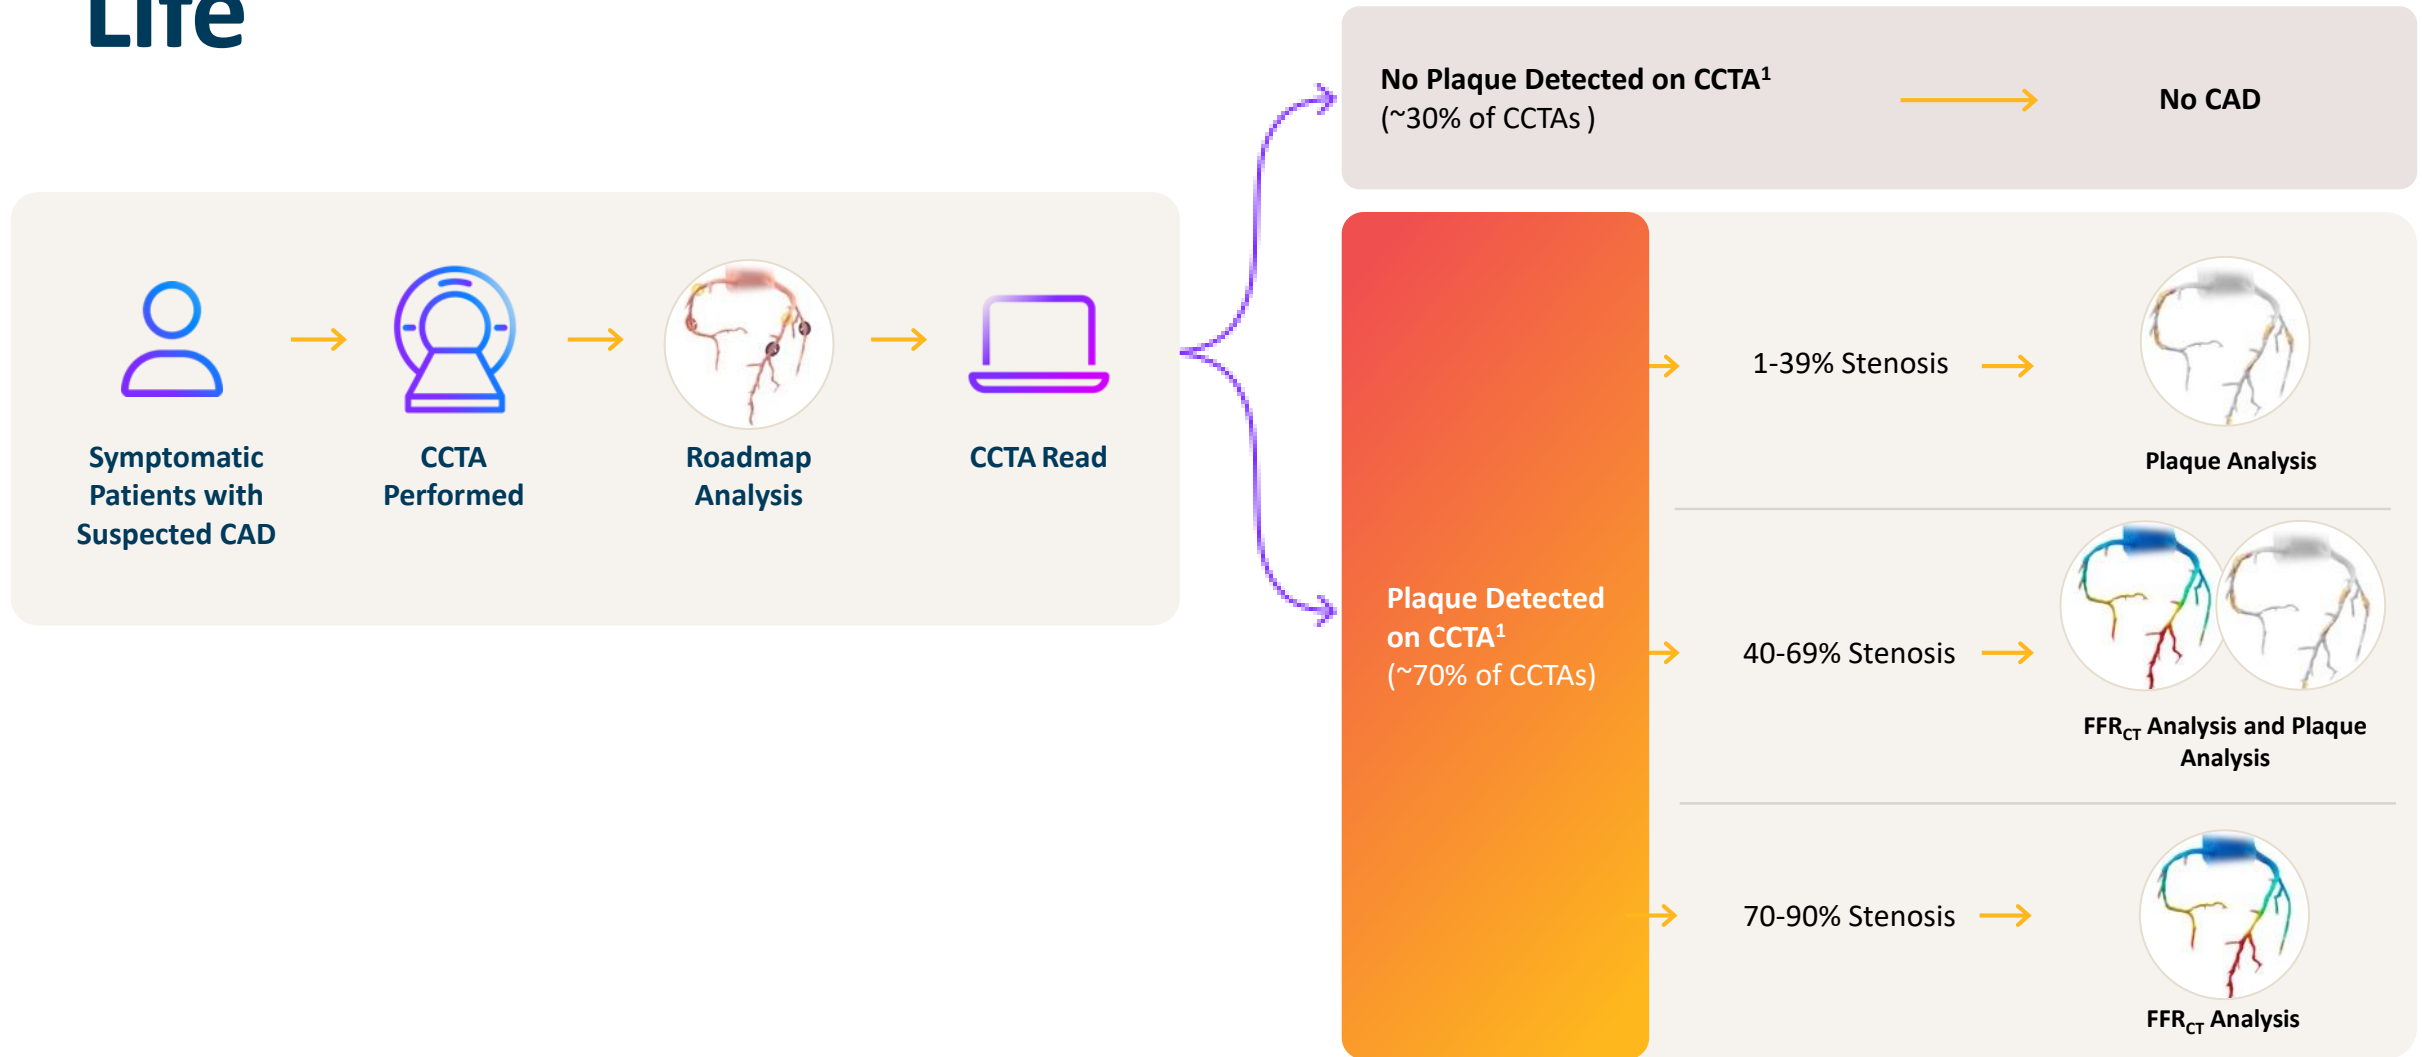 Life
Symptomatic
Patients with
Suspected CAD
CCTA
Performed
Roadmap
Analysis
CCTA Read
No Plaque Detected on CCTA¹
(~30% of CCTAs )
No CAD
Plaque Detected
on CCTA¹
(~70% of CCTAs)
1-39% Stenosis
Plaque Analysis
40-69% Stenosis
FFRCT Analysis and Plaque
Analysis
70-90% Stenosis
FFRCT Analysis